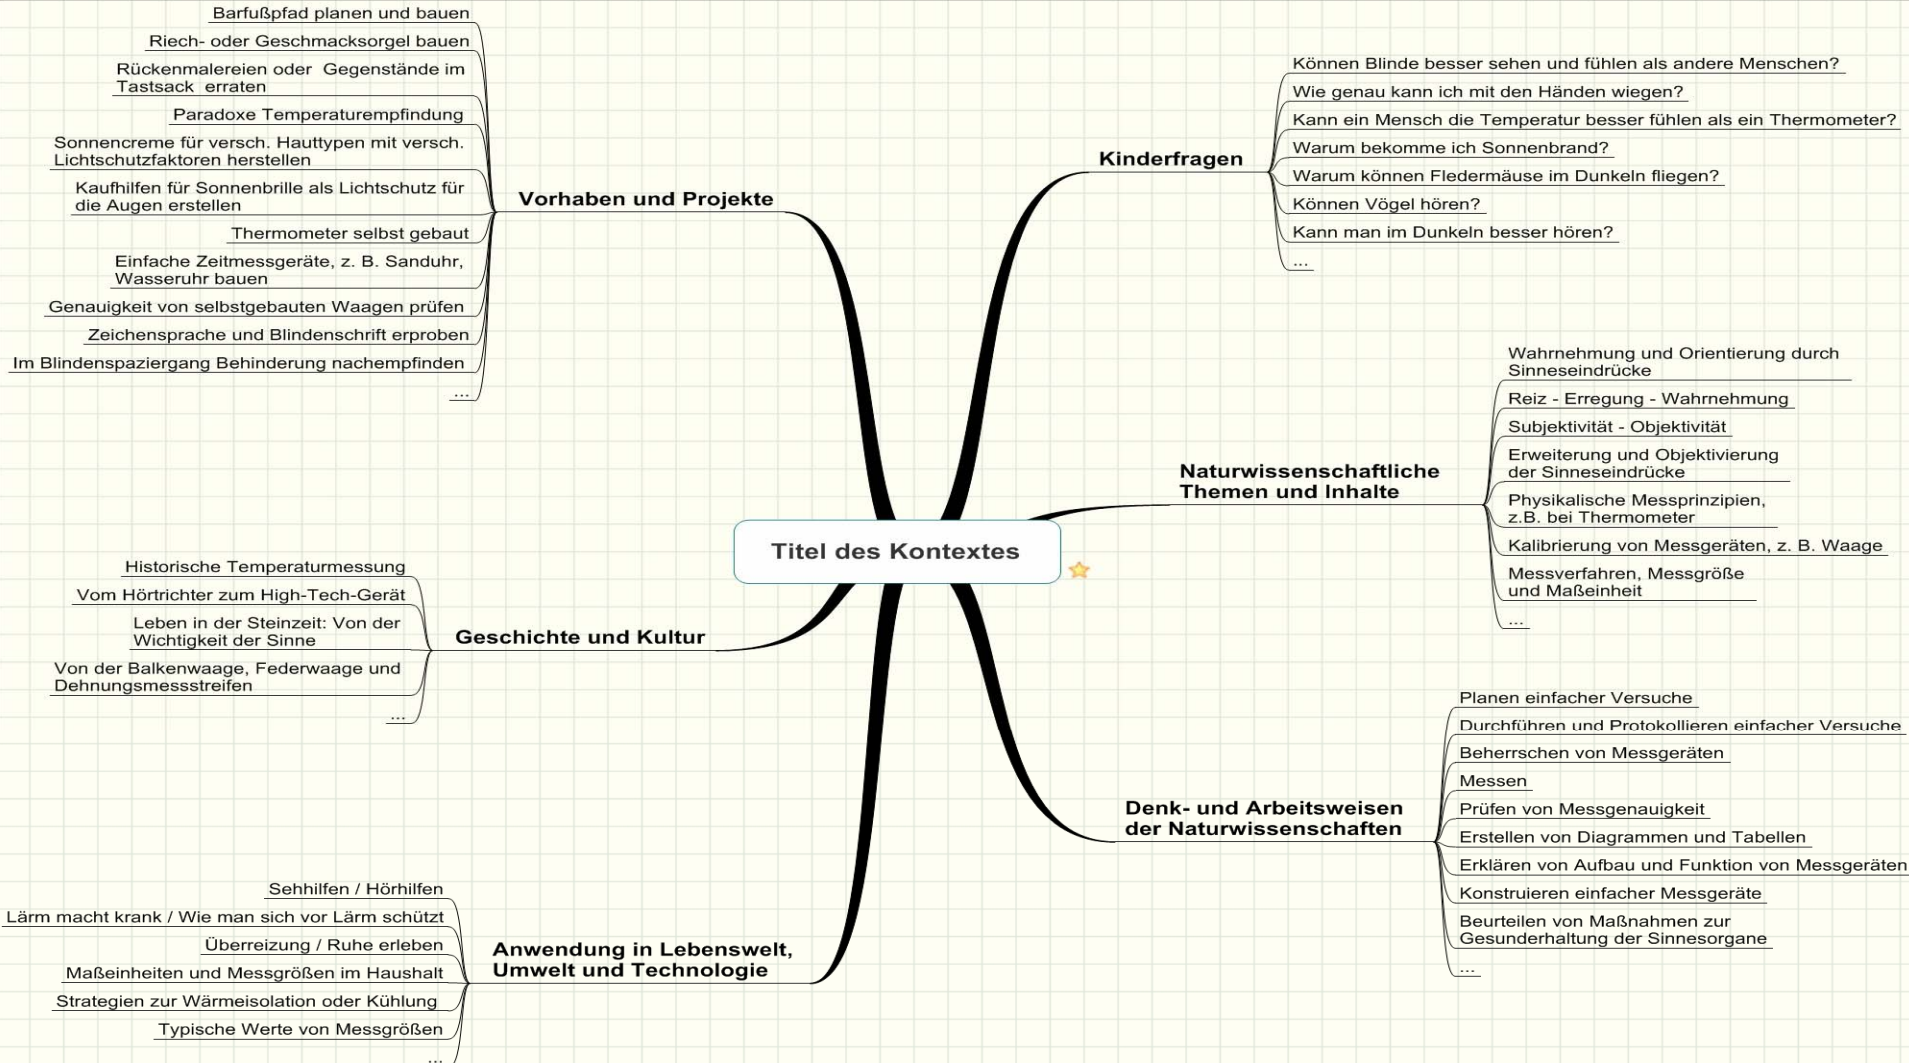 Barfußpfad planen und bauen
Riech- oder Geschmacksorgel bauen
Rückenmalereien oder Gegenstände im
Tastsack erraten
Paradoxe Temperaturempfindung
Sonnencreme für versch. Hauttypen mit versch.
Lichtschutzfaktoren herstellen
Kaufhilfen für Sonnenbrille als Lichtschutz für
die Augen erstellen
Thermometer selbst gebaut
Einfache Zeitmessgeräte, z. B. Sanduhr,
Wasseruhr bauen
Genauigkeit von selbstgebauten Waagen prüfen
Zeichensprache und Blindenschrift erproben
Im Blindenspaziergang Behinderung nachempfinden
...
Vorhaben und Projekte
Kinderfragen
Können Blinde besser sehen und fühlen als andere Menschen?
Wie genau kann ich mit den Händen wiegen?
Kann ein Mensch die Temperatur besser fühlen als ein Thermometer?
Warum bekomme ich Sonnenbrand?
Warum können Fledermäuse im Dunkeln fliegen?
Können Vögel hören?
Kann man im Dunkeln besser hören?
...
Naturwissenschaftliche
Themen und Inhalte
Wahrnehmung und Orientierung durch
Sinneseindrücke
Reiz - Erregung - Wahrnehmung
Subjektivität - Objektivität
Erweiterung und Objektivierung
der Sinneseindrücke
Physikalische Messprinzipien,
z.B. bei Thermometer
Kalibrierung von Messgeräten, z. B. Waage
Messverfahren, Messgröße
und Maßeinheit
...
Titel des Kontextes
Historische Temperaturmessung
Vom Hörtrichter zum High-Tech-Gerät
Leben in der Steinzeit: Von der
Wichtigkeit der Sinne
Von der Balkenwaage, Federwaage und
Dehnungsmessstreifen
...
Geschichte und Kultur
Denk- und Arbeitsweisen
der Naturwissenschaften
Planen einfacher Versuche
Durchführen und Protokollieren einfacher Versuche
Beherrschen von Messgeräten
Messen
Prüfen von Messgenauigkeit
Erstellen von Diagrammen und Tabellen
Erklären von Aufbau und Funktion von Messgeräten
Konstruieren einfacher Messgeräte
Beurteilen von Maßnahmen zur
Gesunderhaltung der Sinnesorgane
...
Sehhilfen / Hörhilfen
Lärm macht krank / Wie man sich vor Lärm schützt
Überreizung / Ruhe erleben
Maßeinheiten und Messgrößen im Haushalt
Strategien zur Wärmeisolation oder Kühlung
Typische Werte von Messgrößen
...
Anwendung in Lebenswelt,
Umwelt und Technologie